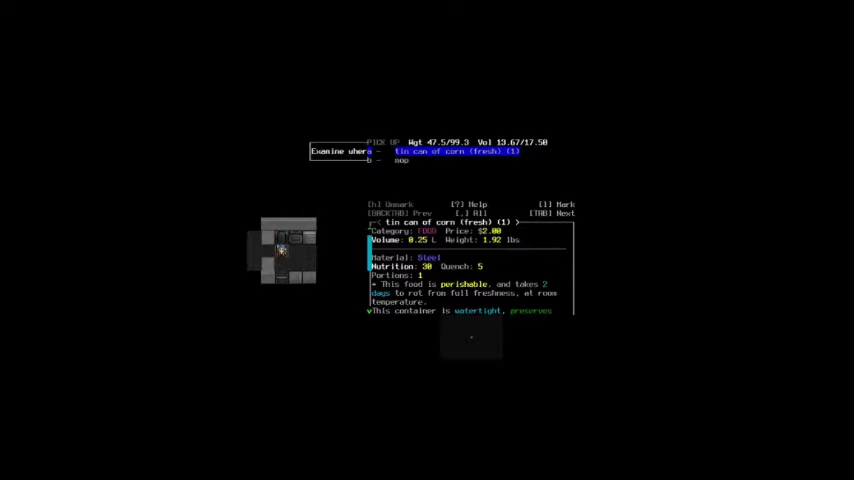 PICK UP Wgt 47.5/99.3 Vol 13.67/17.50
Examine wher
a - tin can of corn (fresh) (1)
b - mop
[h] Unmark [?] Help [l] Mark
[BACKTAB] Prev [,] All [TAB] Next
< tin can of corn (fresh) (1) >
Category: FOOD Price: $2.00
Volume: 0.25 L Weight: 1.92 lbs
Material: Steel
Nutrition: 30 Quench: 5
Portions: 1
* This food is perishable, and takes 2
days to rot from full freshness, at room
temperature.
This container is watertight, preserves